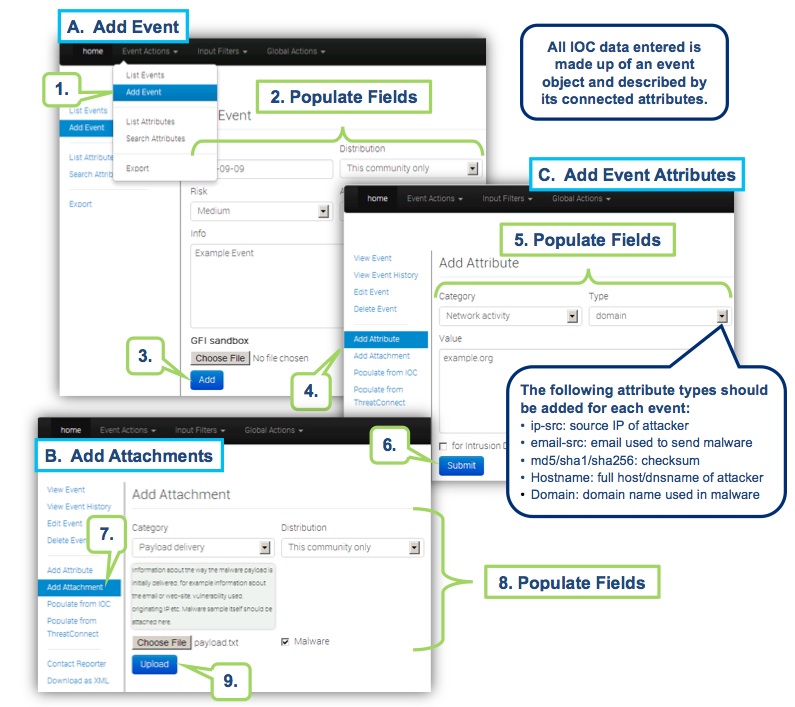 A. Add Event
home Event Actions Input Filters Global Actions
List Events
Add Event
List Attributes
Search Attributes
Export
1.
List Events
Add Event
List Attribute
Search Attrib
Export
2. Populate Fields
Event
Distribution
-09-09
This community only
Risk
Medium
Info
Example Event
GFI sandbox
Choose File No file chosen
3.
Add
All IOC data entered is
made up of an event
object and described by
its connected attributes.
C. Add Event Attributes
home Event Actions Input Filters Global Actions
5. Populate Fields
View Event
View Event History
Edit Event
Delete Event
Add Attribute
Add Attachment
Populate from IOC
Populate from
ThreatConnect
4.
Add Attribute
Category Type
Network activity domain
Value
example.org
for Intrusion D
6.
Submit
The following attribute types should
be added for each event:
• ip-src: source IP of attacker
• email-src: email used to send malware
• md5/sha1/sha256: checksum
• Hostname: full host/dnsname of attacker
• Domain: domain name used in malware
home Event Actions Input Filters Global Actions
B. Add Attachments
View Event
View Event History
Edit Event
Delete Even
7.
Add Attribute
Add Attachment
Populate from IOC
Populate from
ThreatConnect
Contact Reporter
Download as XML
Add Attachment
Category Distribution
Payload delivery This community only
Information about the way the malware payload is
initially delivered, for example information about
the email or web-site, vulnerability used,
originating IP etc. Malware sample itself should be
attached here.
Choose File payload.txt Malware
Upload
8. Populate Fields
9.